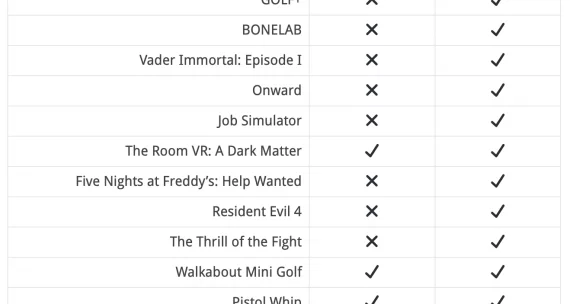 GOLF+ ✕ ✓
BONELAB ✕ ✓
Vader Immortal: Episode I ✕ ✓
Onward ✕ ✓
Job Simulator ✕ ✓
The Room VR: A Dark Matter ✓ ✓
Five Nights at Freddy’s: Help Wanted ✕ ✓
Resident Evil 4 ✕ ✓
The Thrill of the Fight ✕ ✓
Walkabout Mini Golf ✓ ✓
Pistol Whip ✓ ✓